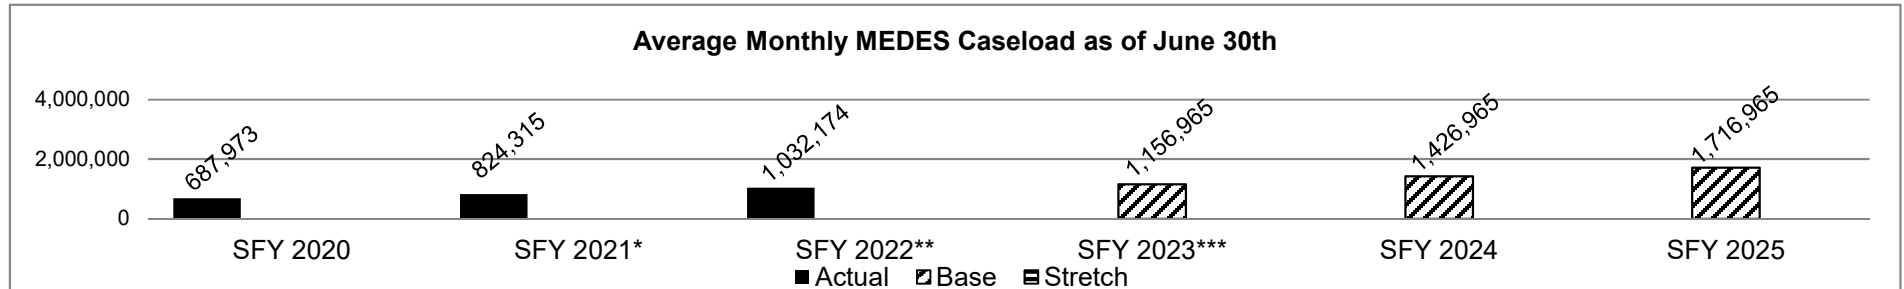 Average Monthly MEDES Caseload as of June 30th
4,000,000
2,000,000
0
687,973
824,315
1,032,174
1,156,965
1,426,965
1,716,965
SFY 2020
SFY 2021*
SFY 2022**
SFY 2023***
SFY 2024
SFY 2025
Actual
Base
Stretch